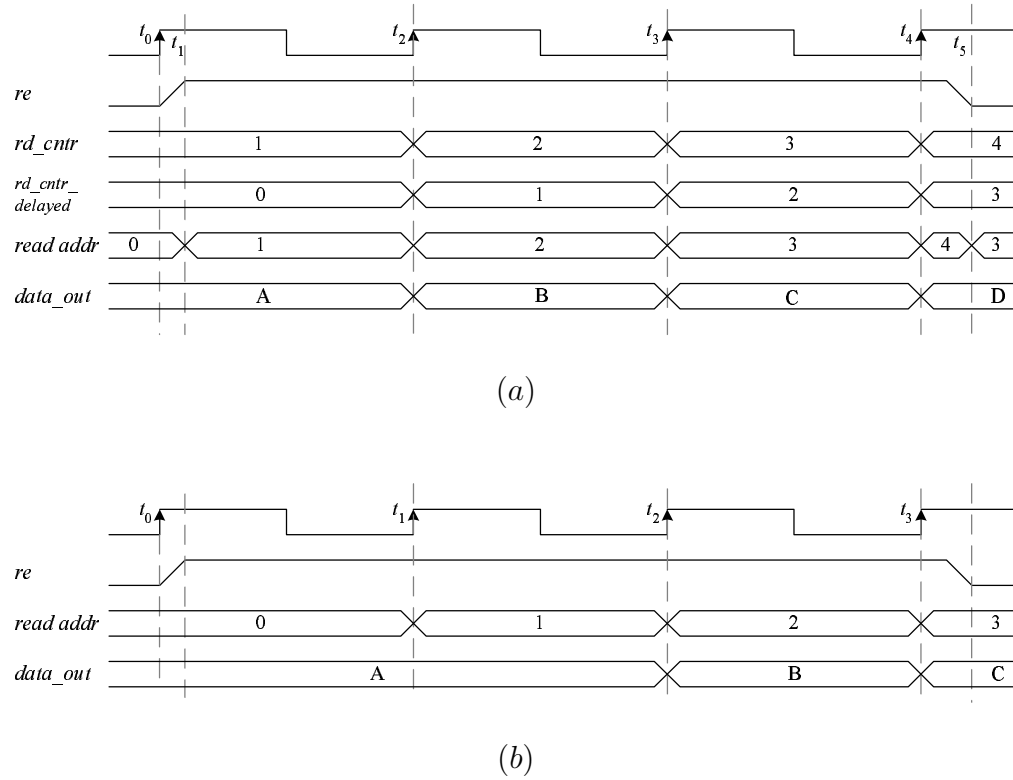 t0 t1 t2 t3 t4 t5
re
rd_cntr 1 2 3 4
rd_cntr_
delayed 0 1 2 3
read addr 0 1 2 3 4 3
data_out A B C D
(a)
t0 t1 t2 t3
re
read addr 0 1 2 3
data_out A B C
(b)